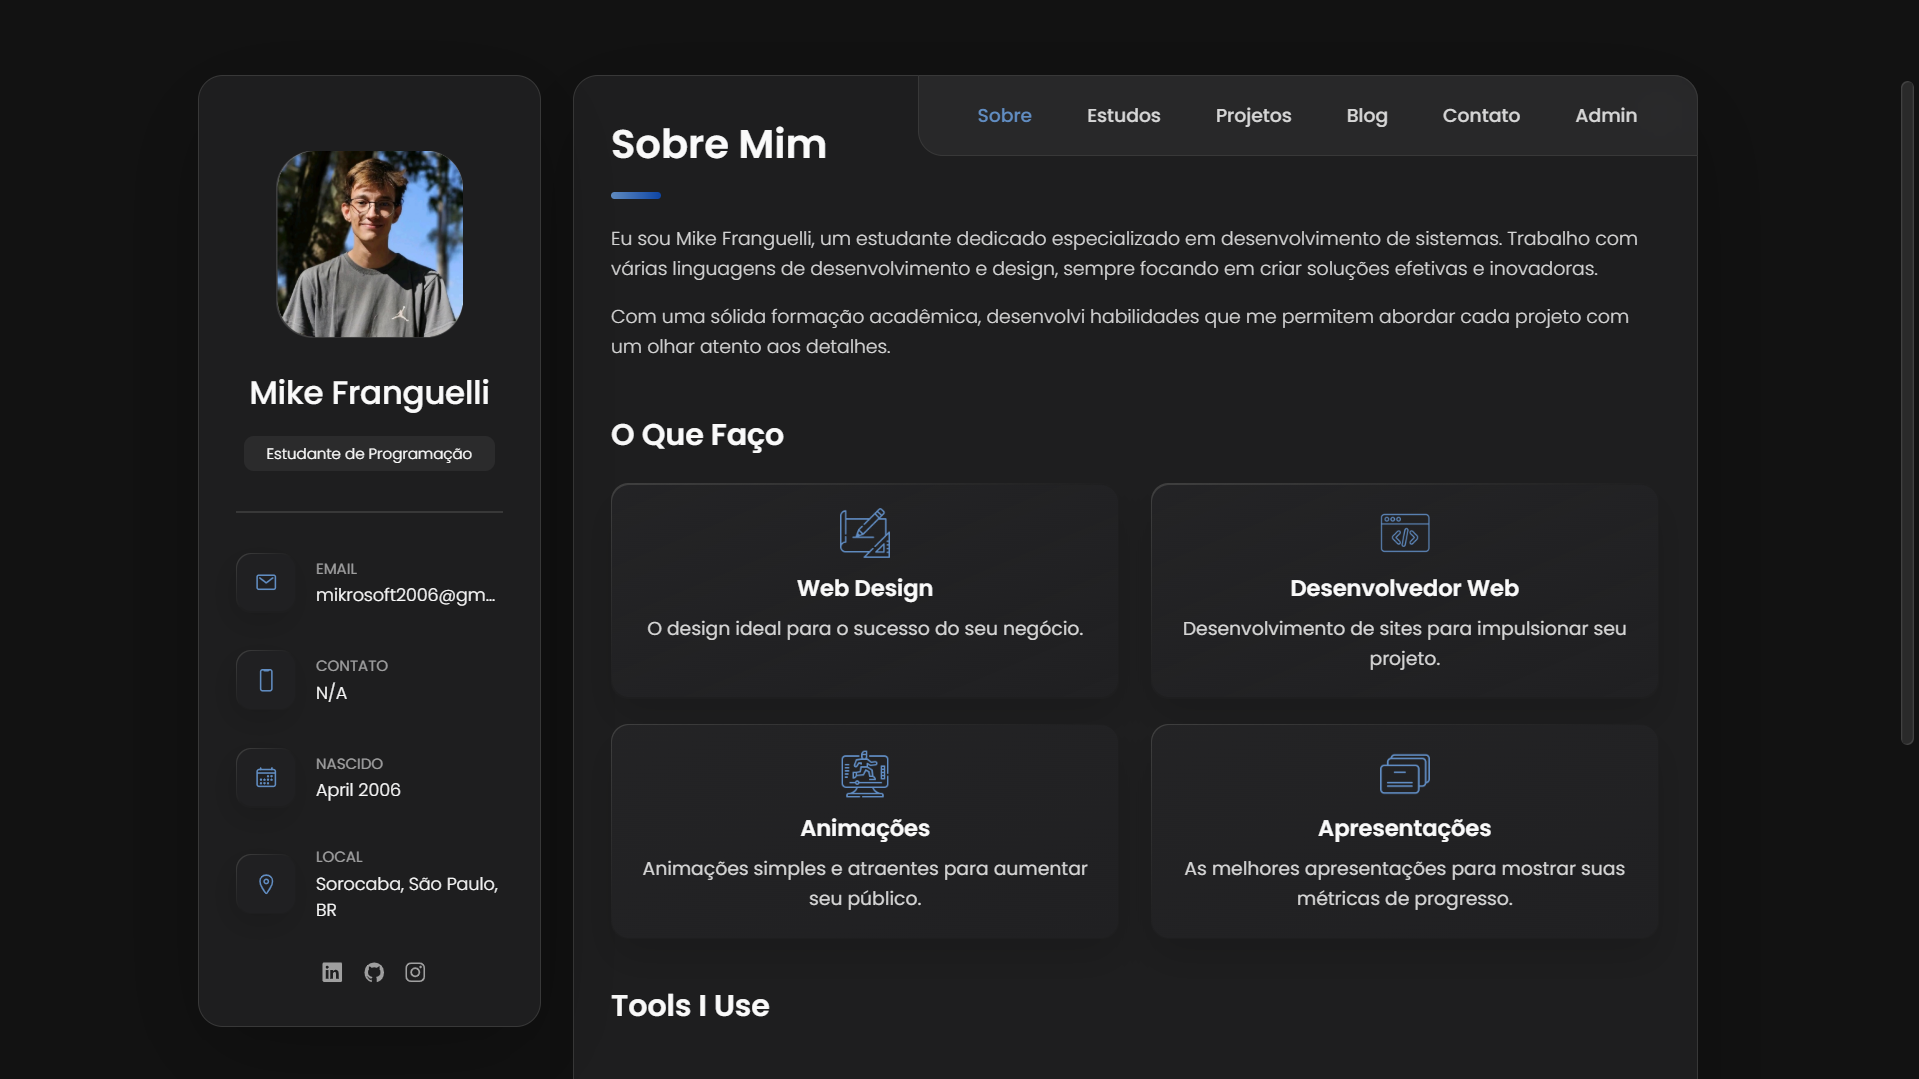 Mike Franguelli
Estudante de Programação
EMAIL
mikrosoft2006@gm...
CONTATO
N/A
NASCIDO
April 2006
LOCAL
Sorocaba, São Paulo,
BR
Sobre
Estudos
Projetos
Blog
Contato
Admin
Sobre Mim
Eu sou Mike Franguelli, um estudante dedicado especializado em desenvolvimento de sistemas. Trabalho com
várias linguagens de desenvolvimento e design, sempre focando em criar soluções efetivas e inovadoras.
Com uma sólida formação acadêmica, desenvolvi habilidades que me permitem abordar cada projeto com
um olhar atento aos detalhes.
O Que Faço
Web Design
O design ideal para o sucesso do seu negócio.
Desenvolvedor Web
Desenvolvimento de sites para impulsionar seu
projeto.
Animações
Animações simples e atraentes para aumentar
seu público.
Apresentações
As melhores apresentações para mostrar suas
métricas de progresso.
Tools I Use